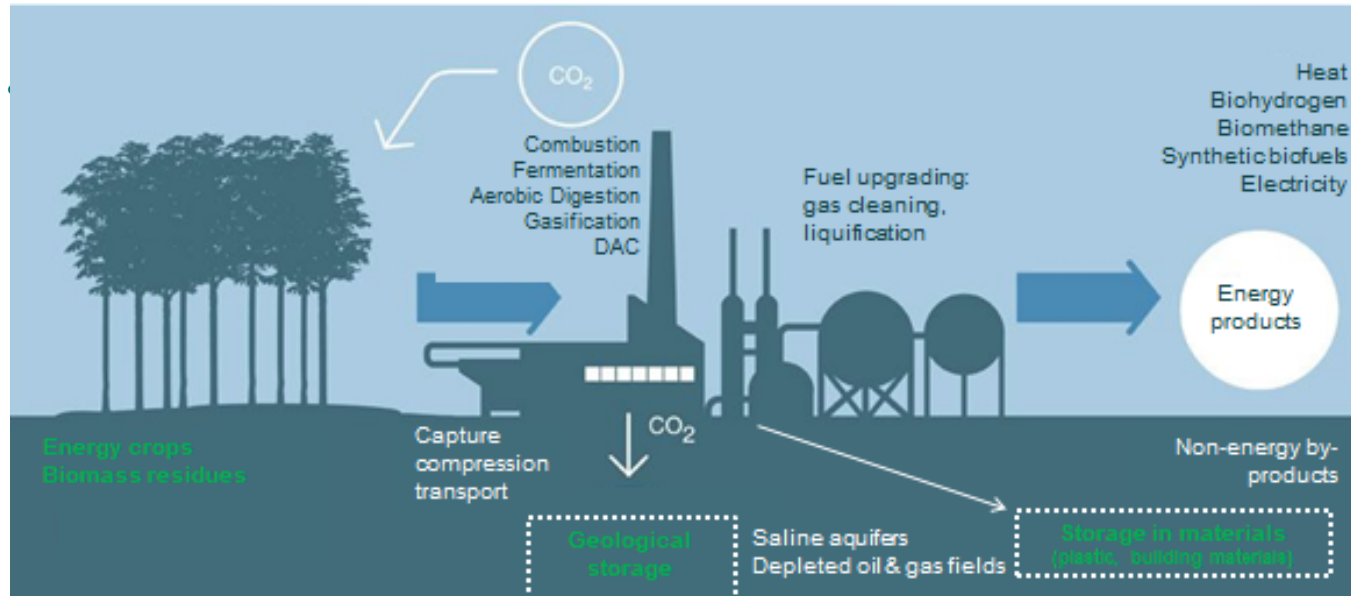 CO₂
Combustion
Fermentation
Aerobic Digestion
Gasification
DAC
Fuel upgrading:
gas cleaning,
liquification
Heat
Biohydrogen
Biomethane
Synthetic biofuels
Electricity
Energy
products
Energy crops
Biomass residues
Capture
compression
transport
CO₂
Non-energy by-
products
Geological
storage
Saline aquifers
Depleted oil & gas fields
Storage in materials
(plastic, building materials)